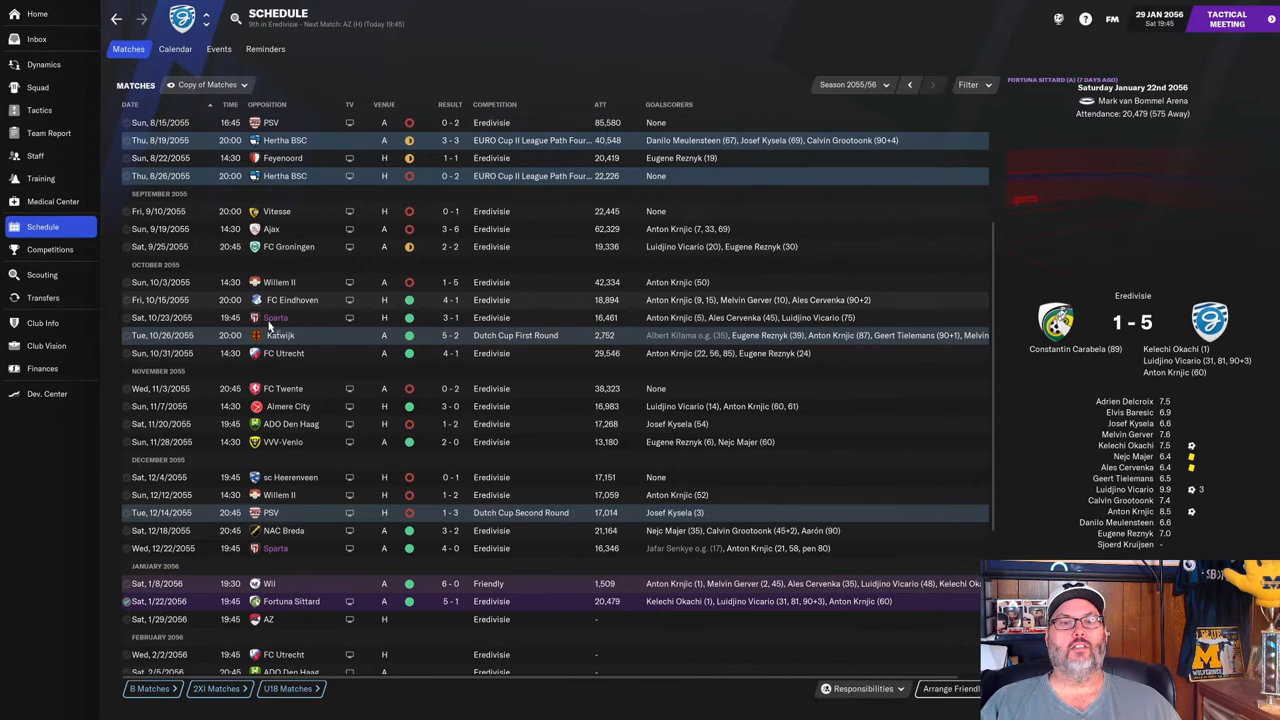 Home
Inbox
Dynamics
Squad
Tactics
Team Report
Staff
Training
Medical Center
Schedule
Competitions
Scouting
Transfers
Club Info
Club Vision
Finances
Dev. Center
SCHEDULE
9th in Eredivisie - Next Match: AZ (H) (Today 19:45)
FM
29 JAN 2056
Sat 19:45
TACTICAL MEETING
Matches Calendar Events Reminders
MATCHES Copy of Matches Season 2055/56 Filter
DATE TIME OPPOSITION TV VENUE RESULT COMPETITION ATT GOALSCORERS
Sun, 8/15/2055 16:45 PSV A 0 - 2 Eredivisie 85,580 None
Thu, 8/19/2055 20:00 Hertha BSC A 3 - 3 EURO Cup II League Path Four... 40,548 Danilo Meulensteen (67), Josef Kysela (69), Calvin Grootoonk (90+4)
Sun, 8/22/2055 14:30 Feyenoord H 1 - 1 Eredivisie 20,419 Eugene Reznyk (19)
Thu, 8/26/2055 20:00 Hertha BSC H 0 - 2 EURO Cup II League Path Four... 22,226 None
SEPTEMBER 2055
Fri, 9/10/2055 20:00 Vitesse H 0 - 1 Eredivisie 22,445 None
Sun, 9/19/2055 14:30 Ajax A 3 - 6 Eredivisie 62,329 Anton Krnjic (7, 33, 69)
Sat, 9/25/2055 20:45 FC Groningen A 2 - 2 Eredivisie 19,336 Luidjino Vicario (20), Eugene Reznyk (30)
OCTOBER 2055
Sun, 10/3/2055 14:30 Willem II A 1 - 5 Eredivisie 42,334 Anton Krnjic (50)
Fri, 10/15/2055 20:00 FC Eindhoven H 4 - 1 Eredivisie 18,894 Anton Krnjic (9, 15), Melvin Gerver (10), Ales Cervenka (90+2)
Sat, 10/23/2055 19:45 Sparta H 3 - 1 Eredivisie 16,461 Anton Krnjic (5), Ales Cervenka (45), Luidjino Vicario (75)
Tue, 10/26/2055 20:00 Katwijk A 5 - 2 Dutch Cup First Round 2,752 Albert Kilama o.g. (35), Eugene Reznyk (39), Anton Krnjic (87), Geert Tielemans (90+1), Melvin
Sun, 10/31/2055 14:30 FC Utrecht A 4 - 1 Eredivisie 29,546 Anton Krnjic (22, 56, 85), Eugene Reznyk (24)
NOVEMBER 2055
Wed, 11/3/2055 20:45 FC Twente A 0 - 2 Eredivisie 38,323 None
Sun, 11/7/2055 14:30 Almere City H 3 - 0 Eredivisie 16,983 Luidjino Vicario (14), Anton Krnjic (60, 61)
Sat, 11/20/2055 19:45 ADO Den Haag H 1 - 2 Eredivisie 17,268 Josef Kysela (54)
Sun, 11/28/2055 14:30 VVV-Venlo A 2 - 0 Eredivisie 13,180 Eugene Reznyk (6), Nejc Majer (60)
DECEMBER 2055
Sat, 12/4/2055 19:45 sc Heerenveen H 0 - 1 Eredivisie 17,151 None
Sun, 12/12/2055 14:30 Willem II H 1 - 2 Eredivisie 17,059 Anton Krnjic (52)
Tue, 12/14/2055 20:45 PSV H 1 - 3 Dutch Cup Second Round 17,014 Josef Kysela (3)
Sat, 12/18/2055 20:45 NAC Breda A 3 - 2 Eredivisie 21,164 Nejc Majer (35), Calvin Grootoonk (45+2), Aarón (90)
Wed, 12/22/2055 19:45 Sparta A 4 - 0 Eredivisie 16,346 Jafar Senkye o.g. (17), Anton Krnjic (21, 58, pen 80)
JANUARY 2056
Sat, 1/8/2056 19:30 Wil A 6 - 0 Friendly 1,509 Anton Krnjic (1), Melvin Gerver (2, 45), Ales Cervenka (35), Luidjino Vicario (48), Kelechi Ok
Sat, 1/22/2056 19:45 Fortuna Sittard A 5 - 1 Eredivisie 20,479 Kelechi Okachi (1), Luidjino Vicario (31, 81, 90+3), Anton Krnjic (60)
Sat, 1/29/2056 19:45 AZ H Eredivisie -
FEBRUARY 2056
Wed, 2/2/2056 19:45 FC Utrecht H Eredivisie -
Sat, 2/5/2056 20:45 ADO Den Haag A Eredivisie -
B Matches 2XI Matches U18 Matches Responsibilities Arrange Friendl
FORTUNA SITTARD (A) (7 DAYS AGO)
Saturday January 22nd 2056
Mark van Bommel Arena
Attendance: 20,479 (575 Away)
Eredivisie
1 - 5
Constantin Carabela (89)
Kelechi Okachi (1)
Luidjino Vicario (31, 81, 90+3)
Anton Krnjic (60)
Adrien Delcroix 7.5
Elvis Baresic 6.9
Josef Kysela 6.6
Melvin Gerver 7.6
Kelechi Okachi 7.5
Nejc Majer 6.4
Ales Cervenka 6.4
Geert Tielemans 6.5
Luidjino Vicario 9.9 3
Calvin Grootoonk 7.4
Anton Krnjic 8.5
Danilo Meulensteen 6.6
Eugene Reznyk 7.0
Sjoerd Kruijsen -
BLUE
M
WOLVERINES